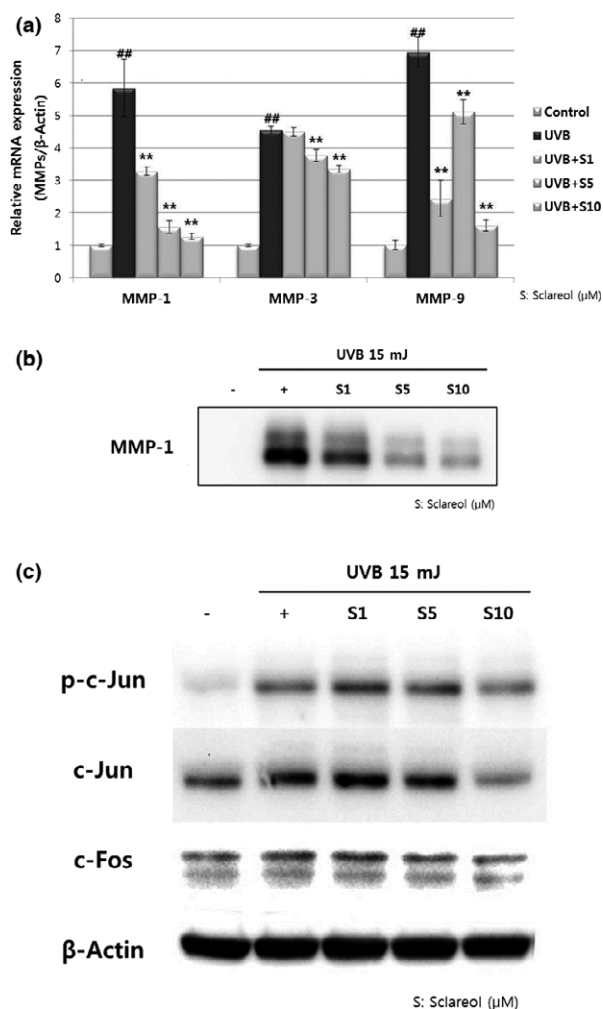 (a)
Relative mRNA expression
(MMPs/β-Actin)
8
7
6
5
4
3
2
1
0
##
**
**
**
##
**
**
##
**
**
**
MMP-1 MMP-3 MMP-9
Control
UVB
UVB+S1
UVB+S5
UVB+S10
S: Sclareol (μM)
(b)
UVB 15 mJ
- + S1 S5 S10
MMP-1
S: Sclareol (μM)
(c)
UVB 15 mJ
- + S1 S5 S10
p-c-Jun
c-Jun
c-Fos
β-Actin
S: Sclareol (μM)